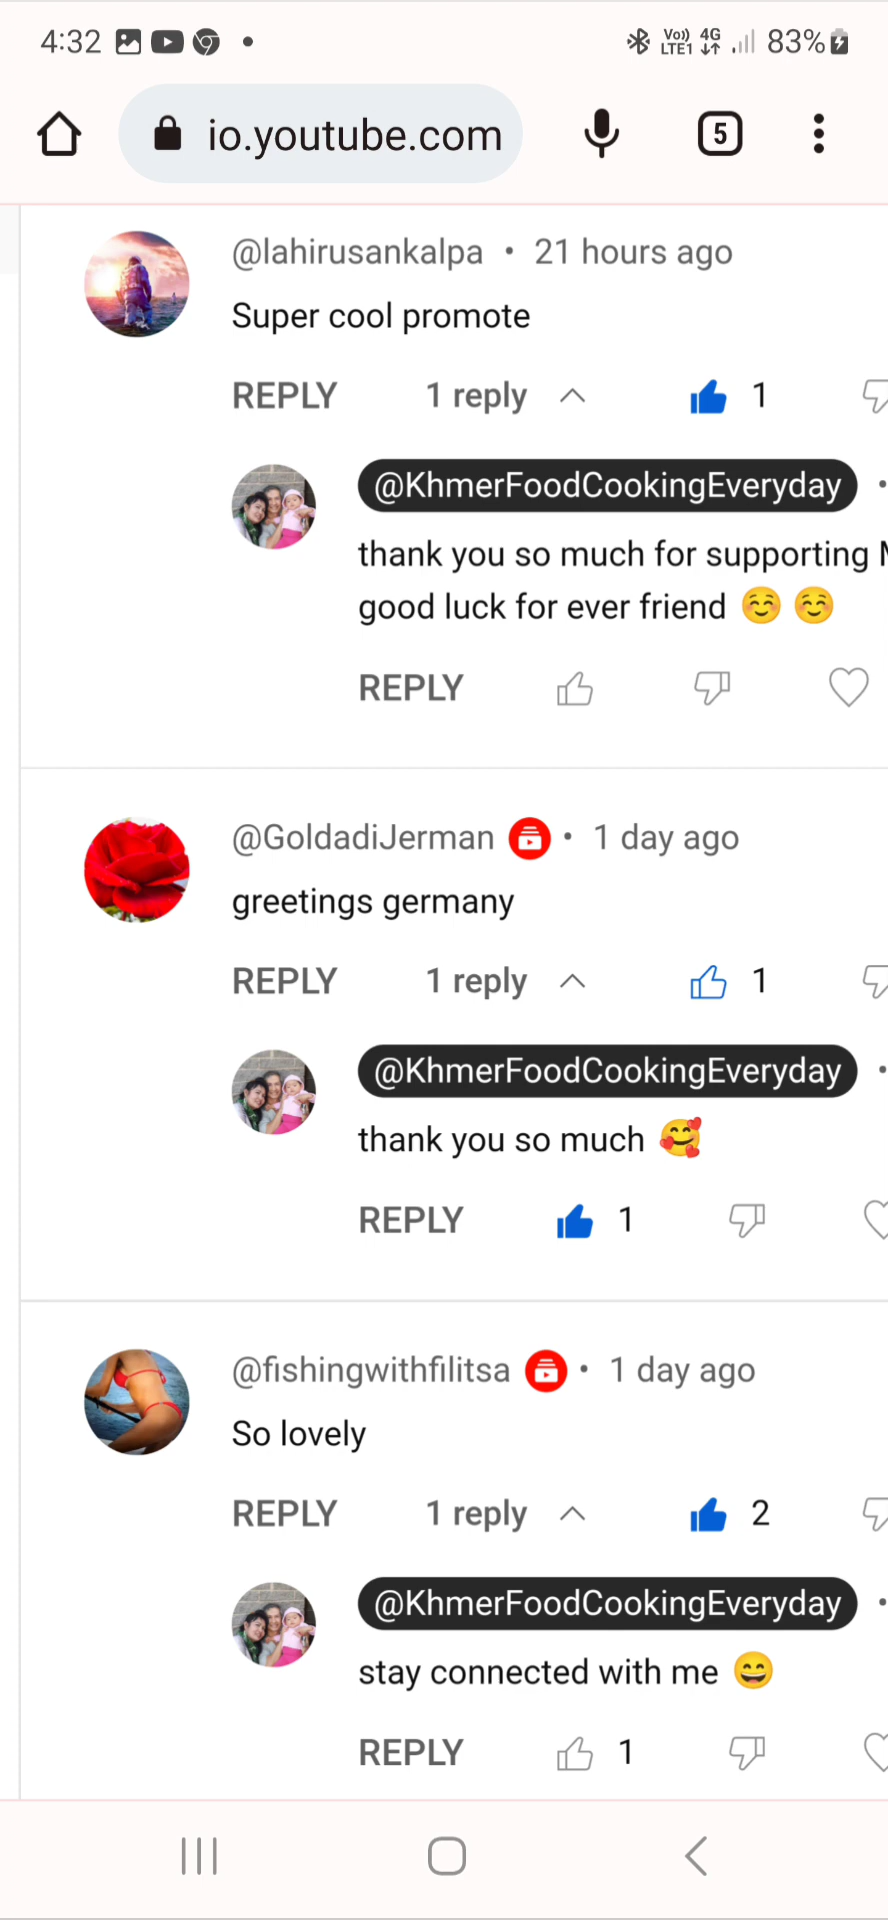 4:32 Vo)) LTE1 4G 83%
io.youtube.com 5
@lahirusankalpa • 21 hours ago
Super cool promote
REPLY 1 reply 1
@KhmerFoodCookingEveryday •
thank you so much for supporting
good luck for ever friend ☺️ ☺️
REPLY
@GoldadiJerman • 1 day ago
greetings germany
REPLY 1 reply 1
@KhmerFoodCookingEveryday •
thank you so much 🥰
REPLY 1
@fishingwithfilitsa • 1 day ago
So lovely
REPLY 1 reply 2
@KhmerFoodCookingEveryday •
stay connected with me 😄
REPLY 1